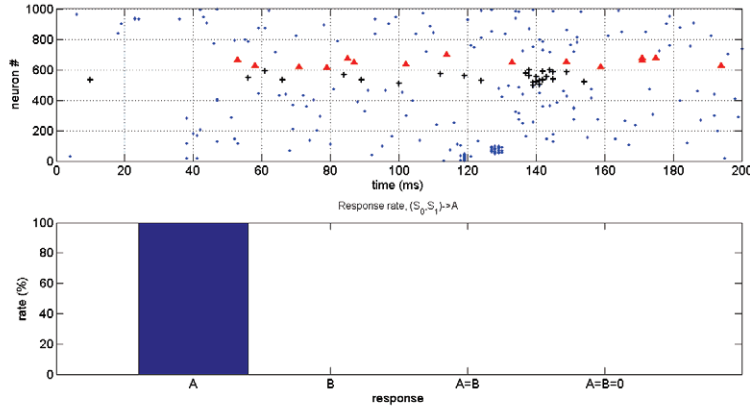 1000
800
600
400
200
0
neuron #
0 20 40 60 80 100 120 140 160 180 200
time (ms)
Response rate, (S0,S1)->A
100
80
60
40
20
0
rate (%)
A B A=B A=B=0
response